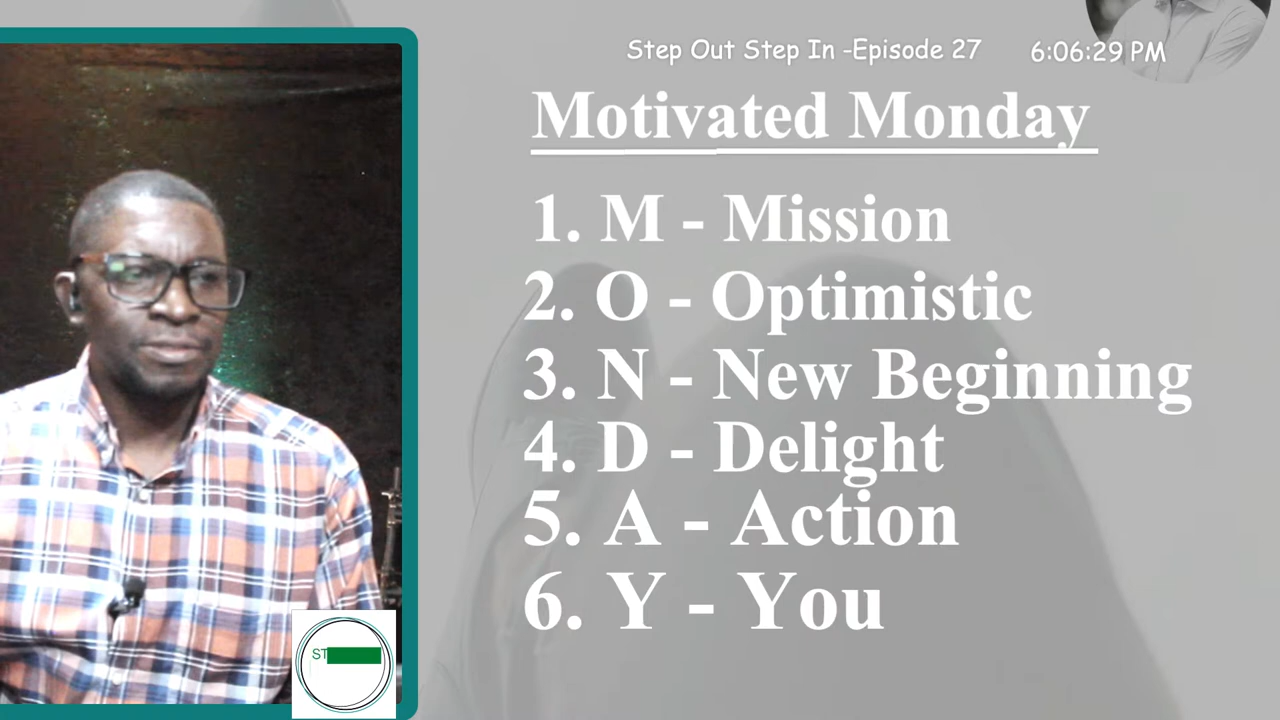 Step Out Step In -Episode 27 6:06:29 PM
Motivated Monday
1. M - Mission
2. O - Optimistic
3. N - New Beginning
4. D - Delight
5. A - Action
6. Y - You
ST